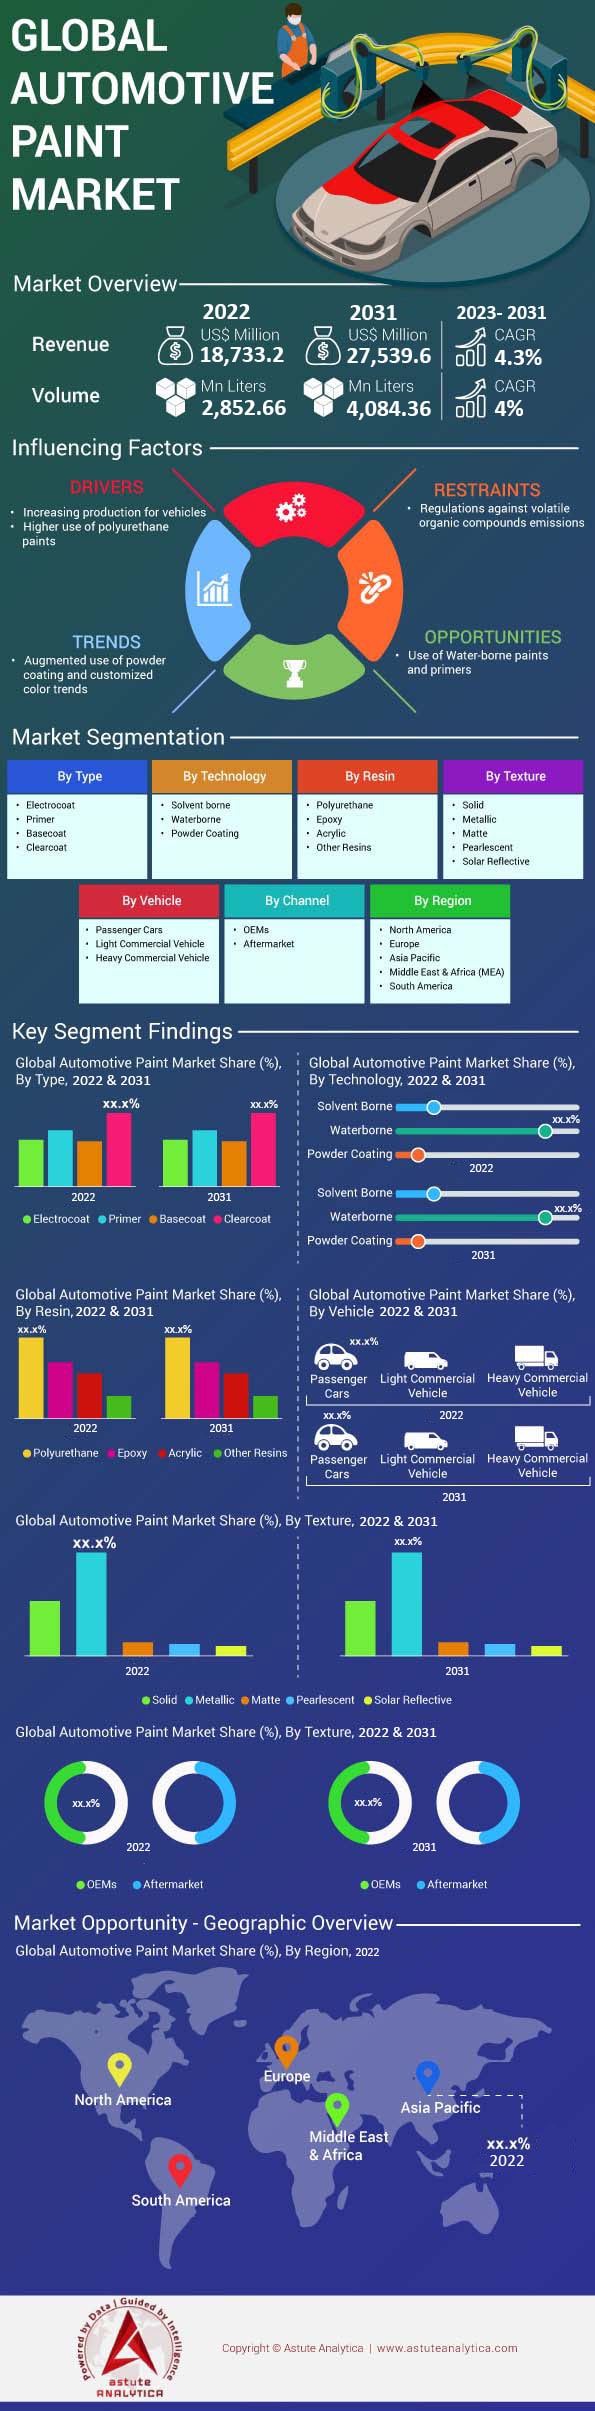 GLOBAL
AUTOMOTIVE
PAINT
MARKET
Market Overview
2022
2031
2023- 2031
Revenue
US$ Million
18,733.2
US$ Million
27,539.6
CAGR
4.3%
Volume
Mn Liters
2,852.66
Mn Liters
4,084.36
CAGR
4%
Influencing Factors
DRIVERS
• Increasing production for vehicles
• Higher use of polyurethane
paints
RESTRAINTS
• Regulations against volatile
organic compounds emissions
TRENDS
• Augmented use of powder
coating and customized
color trends
OPPORTUNITIES
• Use of Water-borne paints
and primers
Market Segmentation
By Type
• Electrocoat
• Primer
• Basecoat
• Clearcoat
By Technology
• Solvent borne
• Waterborne
• Powder Coating
By Resin
• Polyurethane
• Epoxy
• Acrylic
• Other Resins
By Texture
• Solid
• Metallic
• Matte
• Pearlescent
• Solar Reflective
By Vehicle
• Passenger Cars
• Light Commercial Vehicle
• Heavy Commercial Vehicle
By Channel
• OEMs
• Aftermarket
By Region
• North America
• Europe
• Asia Pacific
• Middle East & Africa (MEA)
• South America
Key Segment Findings
Global Automotive Paint Market Share (%),
By Type, 2022 & 2031
xx.x%
xx.x%
2022
2031
Electrocoat Primer Basecoat Clearcoat
Global Automotive Paint Market Share (%),
By Technology, 2022 & 2031
Solvent Borne
Waterborne
xx.x%
Powder Coating
2022
Solvent Borne
Waterborne
xx.x%
Powder Coating
2031
Global Automotive Paint Market Share (%),
By Resin, 2022 & 2031
xx.x%
xx.x%
2022
2031
Polyurethane Epoxy Acrylic Other Resins
Global Automotive Paint Market Share (%),
By Vehicle 2022 & 2031
xx.x%
Passenger
Cars
Light Commercial
Vehicle
Heavy Commercial
Vehicle
2022
xx.x%
Passenger
Cars
Light Commercial
Vehicle
Heavy Commercial
Vehicle
2031
Global Automotive Paint Market Share (%), By Texture, 2022 & 2031
xx.x%
xx.x%
2022
2031
Solid Metallic Matte Pearlescent Solar Reflective
Global Automotive Paint Market Share (%), By Texture, 2022 & 2031
xx.x%
xx.x%
2022
2031
OEMs Aftermarket
OEMs Aftermarket
Market Opportunity - Geographic Overview
Global Automotive Paint Market Share (%), By Region, 2022
North America
Europe
Asia Pacific
Middle East
& Africa
xx.x%
2022
South America
Powered by Data | Guided by Intelligence
astute
ANALYTICA
Copyright © Astute Analytica | www.astuteanalytica.com